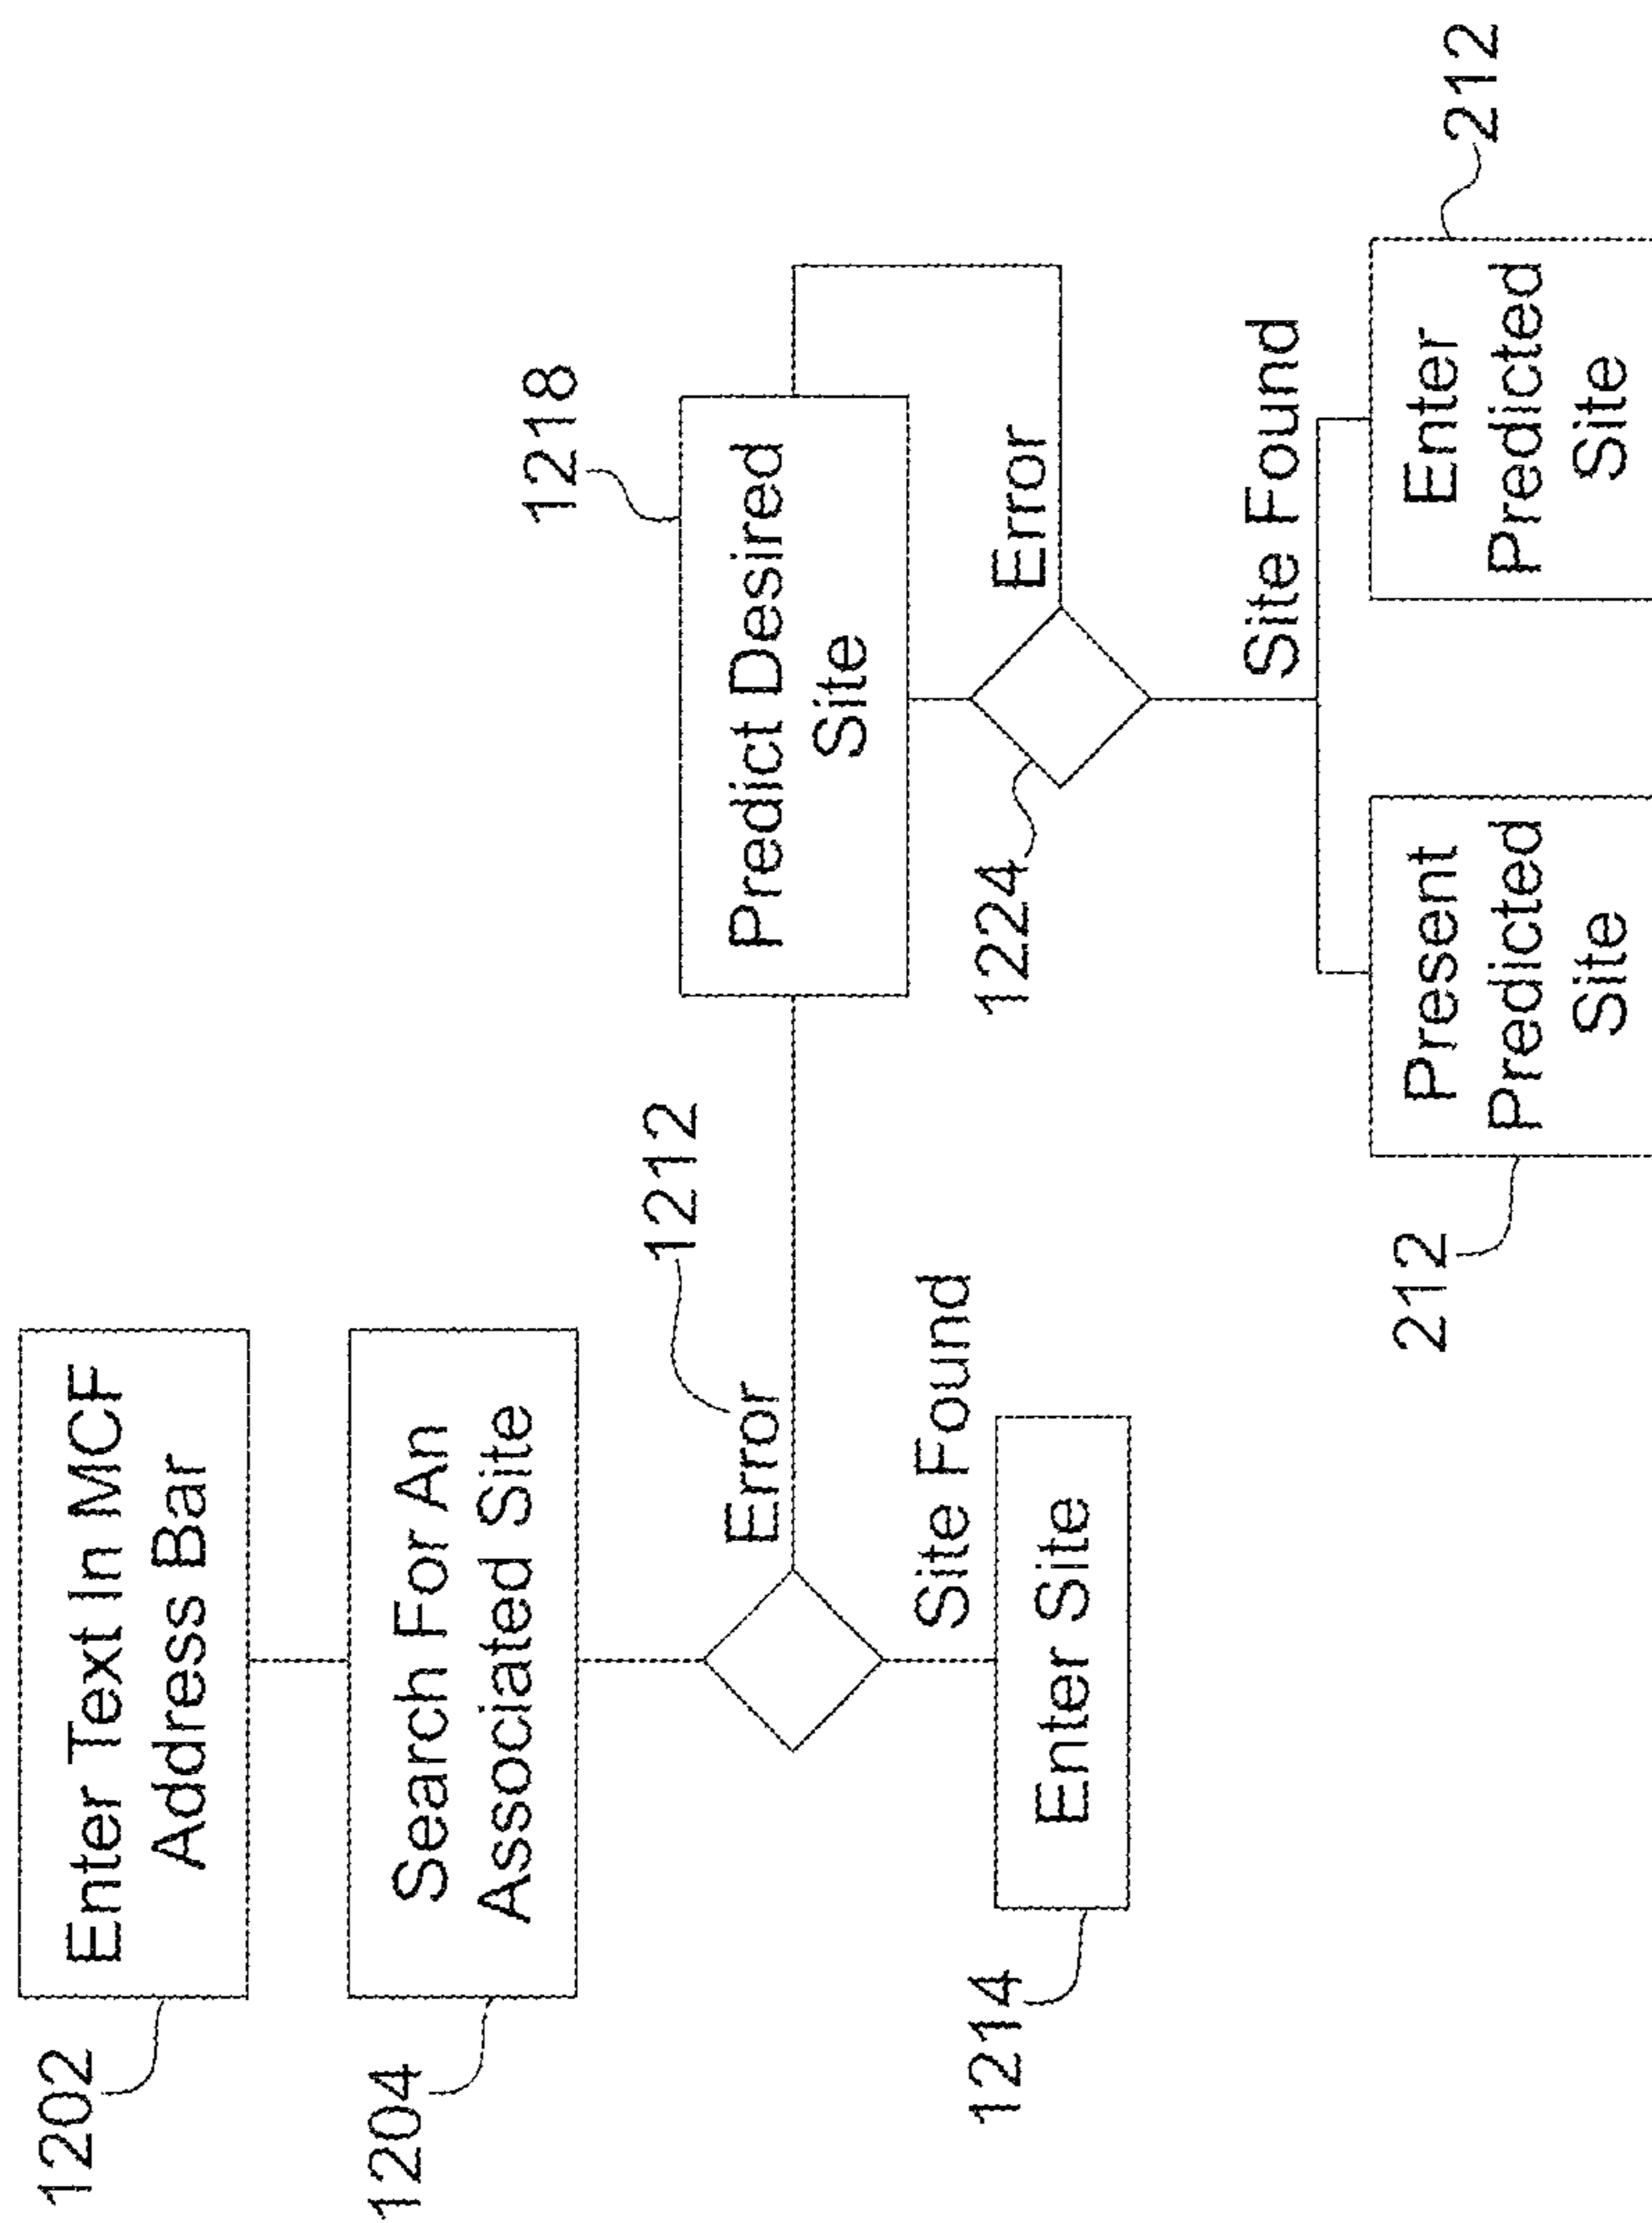 1202
Enter Text In MCF
Address Bar
1204
Search For An
Associated Site
Error
1212
Site Found
1214
Enter Site
1218
Predict Desired
Site
1224
Error
Site Found
212
Present
Predicted
Site
Enter
Predicted
Site
212